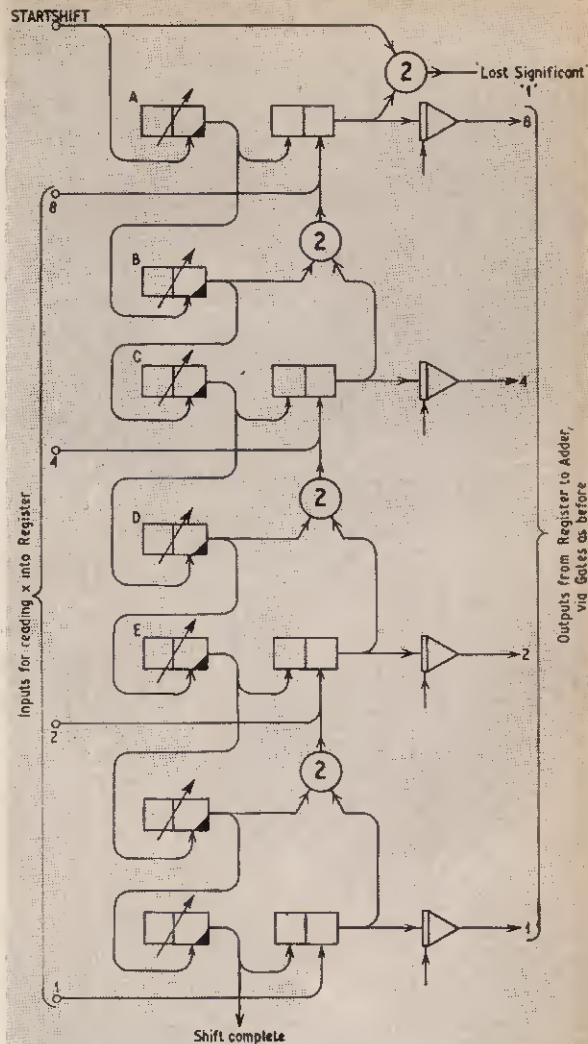 STARTSHIFT
2
'Lost Significant'
'1'
A
8
8
2
B
C
4
4
2
D
E
2
2
2
1
1
Shift complete
Inputs for reading x into Register
Outputs from Register to Adder,
via Gates as before